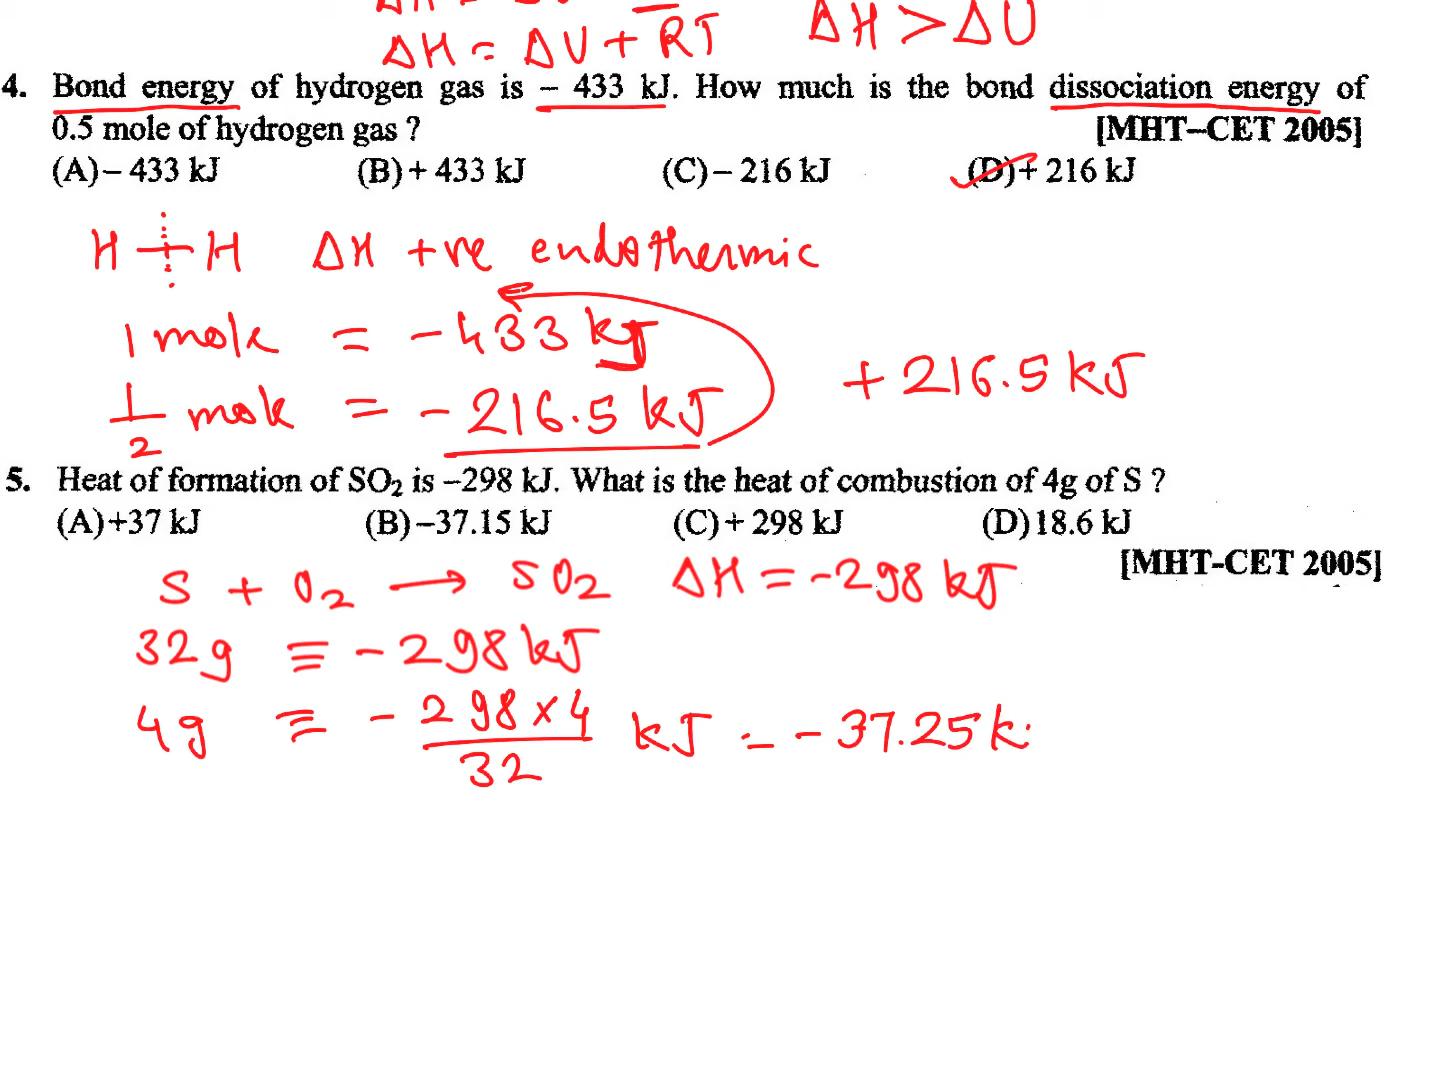 ΔH = ΔU + RT ΔH > ΔU
4. Bond energy of hydrogen gas is – 433 kJ. How much is the bond dissociation energy of
0.5 mole of hydrogen gas ? [MHT–CET 2005]
(A) – 433 kJ (B) + 433 kJ (C) – 216 kJ (D) + 216 kJ
H–H ΔH +ve endothermic
1 mole = -433 kJ
1/2 mole = -216.5 kJ +216.5 kJ
5. Heat of formation of SO₂ is –298 kJ. What is the heat of combustion of 4g of S ?
(A) +37 kJ (B) –37.15 kJ (C) + 298 kJ (D) 18.6 kJ
[MHT-CET 2005]
S + O₂ → SO₂ ΔH = -298 kJ
32g ≡ -298 kJ
4g ≡ - 298 × 4 / 32 kJ = -37.25 k